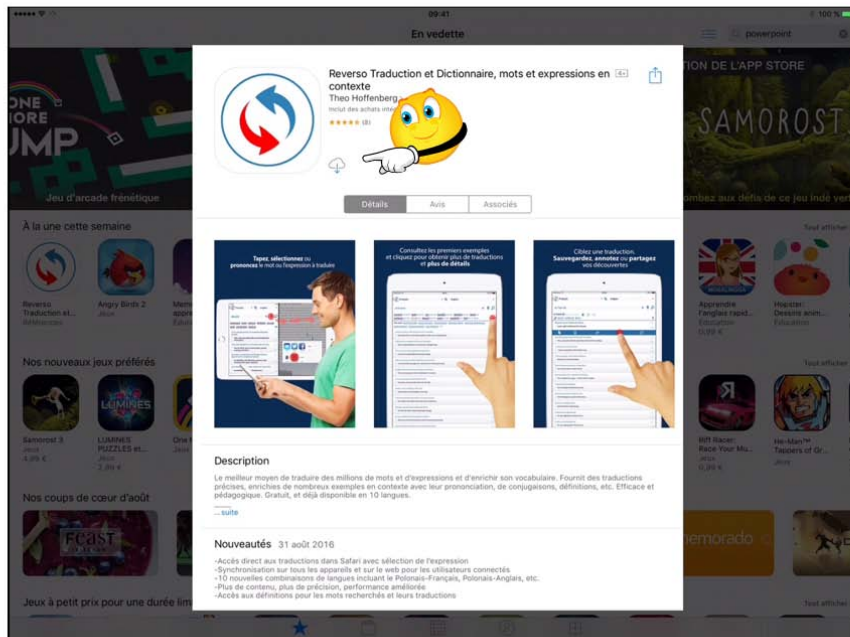 09:41
100 %
En vedette
powerpoint
ONE
MORE
JUMP
Jeu d'arcade frénétique
Reverso Traduction et Dictionnaire, mots et expressions en
contexte
4+
Theo Hoffenberg
Inclut des achats inté
★★★★★ (8)
TION DE L'APP STORE
SAMOROST
ombez aux défis de ce jeu indé vert
Détails
Avis
Associés
À la une cette semaine
Tout afficher
Reverso
Traduction et...
Références
Angry Birds 2
Jeux
Apprendre
l'anglais rapid...
Éducation
Hopster:
Dessins anim...
Éducation
0,99 €
Tapez, sélectionnez ou
prononcez le mot ou l'expression à traduire
Consultez les premiers exemples
et cliquez pour obtenir plus de traductions
et plus de détails
Ciblez une traduction.
Sauvegardez, annotez ou partagez
vos découvertes
Nos nouveaux jeux préférés
Tout afficher
LUMINES
Samorost 3
Jeux
4,99 €
LUMINES
PUZZLES et...
Jeux
2,99 €
Rift Racer:
Race Your Mu...
Jeux
0,99 €
He-Man™
Tappers of Gr...
Jeux
Description
Le meilleur moyen de traduire des millions de mots et d'expressions et d'enrichir son vocabulaire. Fournit des traductions
précises, enrichies de nombreux exemples en contexte avec leur prononciation, de conjugaisons, définitions, etc. Efficace et
pédagogique. Gratuit, et déjà disponible en 10 langues.
... suite
Nos coups de cœur d'août
FEAST
memorado
Nouveautés 31 août 2016
-Accès direct aux traductions dans Safari avec sélection de l'expression
-Synchronisation sur tous les appareils et sur le web pour les utilisateurs connectés
-10 nouvelles combinaisons de langues incluant le Polonais-Français, Polonais-Anglais, etc.
-Plus de contenu, plus de précision, performance améliorée
-Accès aux définitions pour les mots recherchés et leurs traductions
Jeux à petit prix pour une durée lim
Tout afficher